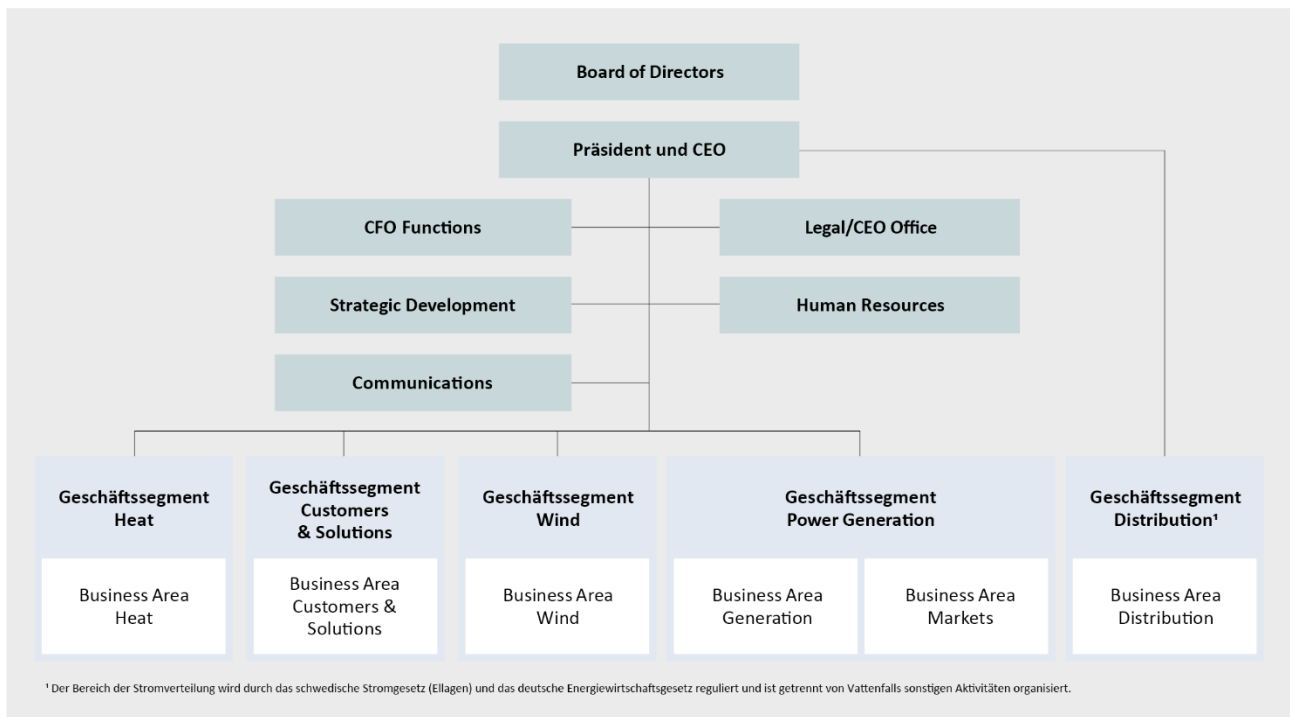 Board of Directors
Präsident und CEO
CFO Functions
Legal/CEO Office
Strategic Development
Human Resources
Communications
Geschäftssegment
Heat
Geschäftssegment
Customers
& Solutions
Geschäftssegment
Wind
Geschäftssegment
Power Generation
Geschäftssegment
Distribution¹
Business Area
Heat
Business Area
Customers &
Solutions
Business Area
Wind
Business Area
Generation
Business Area
Markets
Business Area
Distribution
¹ Der Bereich der Stromverteilung wird durch das schwedische Stromgesetz (Ellagen) und das deutsche Energiewirtschaftsgesetz reguliert und ist getrennt von Vattenfalls sonstigen Aktivitäten organisiert.